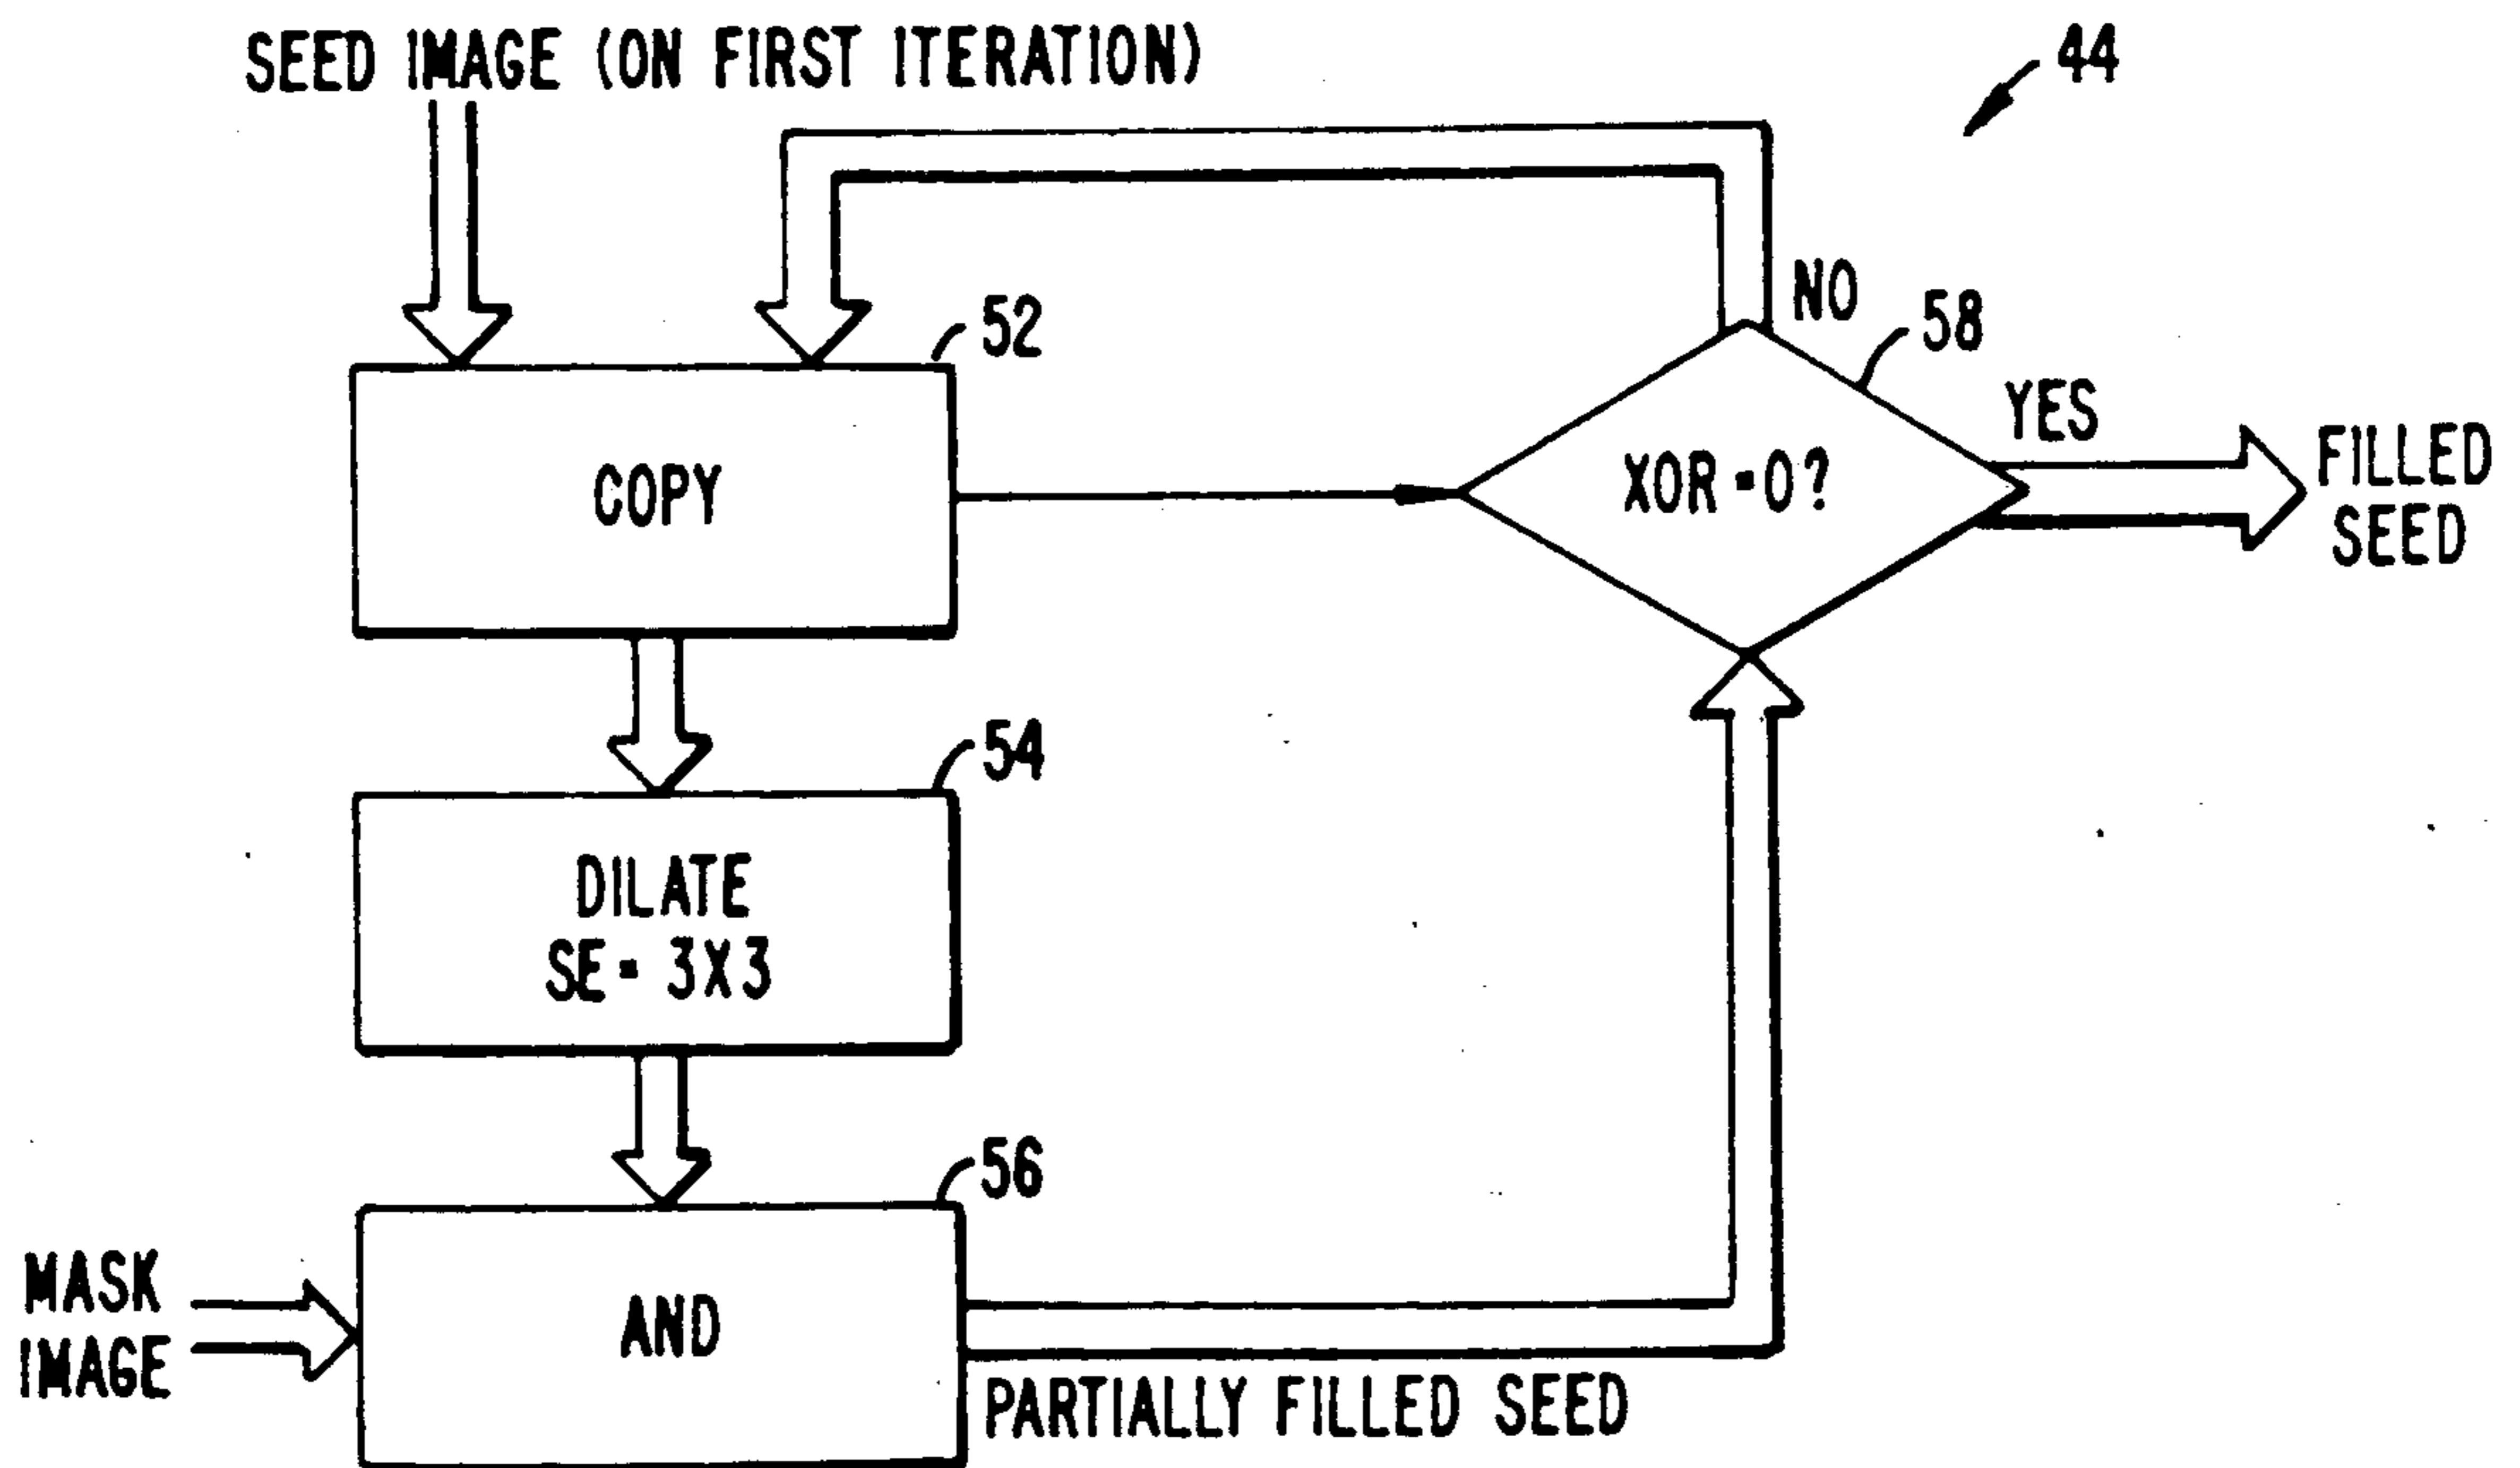 SEED IMAGE (ON FIRST ITERATION)
44
NO
52
58
YES
COPY
XOR = 0?
FILLED
SEED
54
DILATE
SE = 3X3
56
MASK
IMAGE
AND
PARTIALLY FILLED SEED